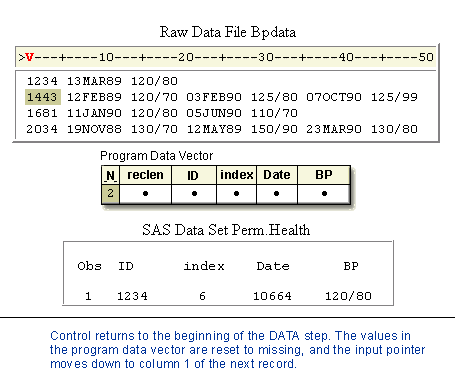 Raw Data File Bpdata
>V---+----10---+----20---+----30---+----40---+----50
1234 13MAR89 120/80
1443 12FEB89 120/70 03FEB90 125/80 07OCT90 125/99
1681 11JAN90 120/80 05JUN90 110/70
2034 19NOV88 130/70 12MAY89 150/90 23MAR90 130/80
Program Data Vector
_N_ reclen ID index Date BP
2 • • • • •
SAS Data Set Perm.Health
Obs ID index Date BP
1 1234 6 10664 120/80
Control returns to the beginning of the DATA step. The values in
the program data vector are reset to missing, and the input pointer
moves down to column 1 of the next record.